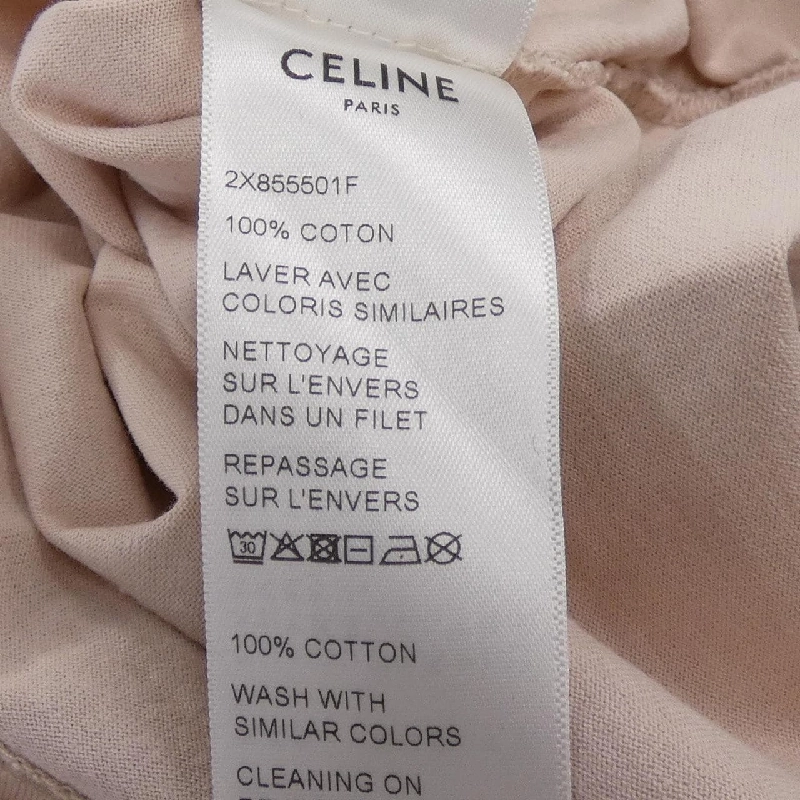 CELINE
PARIS
2X855501F
100% COTON
LAVER AVEC
COLORIS SIMILAIRES
NETTOYAGE
SUR L'ENVERS
DANS UN FILET
REPASSAGE
SUR L'ENVERS
30
100% COTTON
WASH WITH
SIMILAR COLORS
CLEANING ON